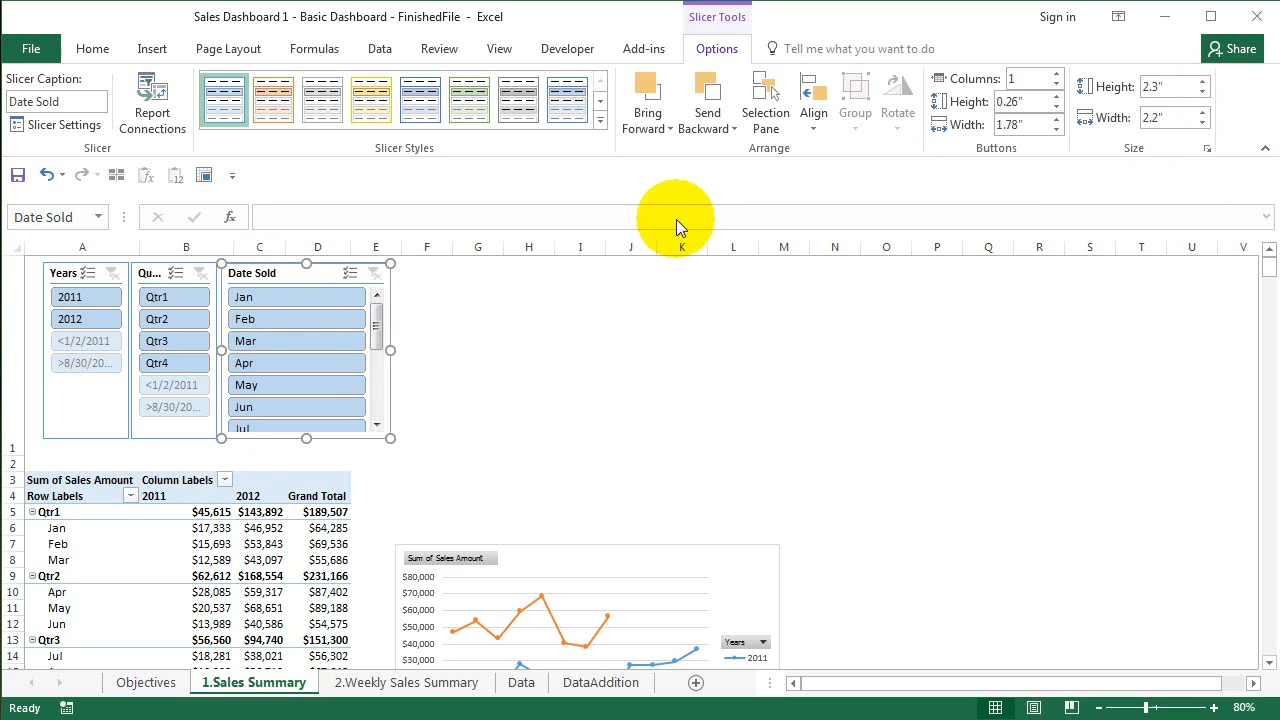 Sales Dashboard 1 - Basic Dashboard - FinishedFile - Excel
Slicer Tools
Sign in
File Home Insert Page Layout Formulas Data Review View Developer Add-ins Options Tell me what you want to do Share
Slicer Caption:
Date Sold
Slicer Settings
Report Connections
Bring Forward
Send Backward
Selection Pane
Align
Group
Rotate
Columns: 1
Height: 0.26"
Width: 1.78"
Height: 2.3"
Width: 2.2"
Slicer
Slicer Styles
Arrange
Buttons
Size
12
Date Sold
fx
A B C D E F G H I J K L M N O P Q R S T U V
Years Qu... Date Sold
2011 Qtr1 Jan
2012 Qtr2 Feb
<1/2/2011 Qtr3 Mar
>8/30/20... Qtr4 Apr
<1/2/2011 May
>8/30/20... Jun
Jul
1
2
3 Sum of Sales Amount Column Labels
4 Row Labels 2011 2012 Grand Total
5 Qtr1 $45,615 $143,892 $189,507
6 Jan $17,333 $46,952 $64,285
7 Feb $15,693 $53,843 $69,536
8 Mar $12,589 $43,097 $55,686
9 Qtr2 $62,612 $168,554 $231,166
10 Apr $28,085 $59,317 $87,402
11 May $20,537 $68,651 $89,188
12 Jun $13,989 $40,586 $54,575
13 Qtr3 $56,560 $94,740 $151,300
14 Jul $18,281 $38,021 $56,302
Sum of Sales Amount
$80,000
$70,000
$60,000
$50,000
$40,000
$30,000
Years
2011
Objectives 1.Sales Summary 2.Weekly Sales Summary Data DataAddition
Ready
80%